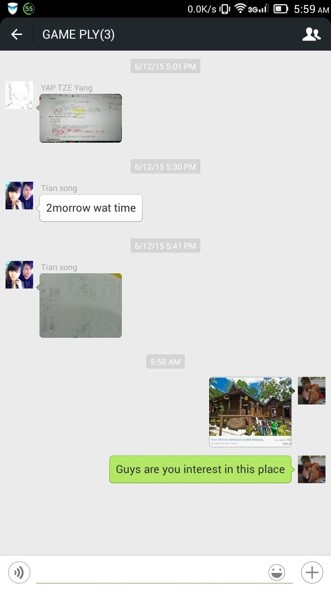 55
0.0K/s
3G
5:59 AM
GAME PLY(3)
6/12/15 5:01 PM
YAP TZE Yang
6/12/15 5:30 PM
Tian song
2morrow wat time
6/12/15 5:41 PM
Tian song
5:58 AM
Guys are you interest in this place